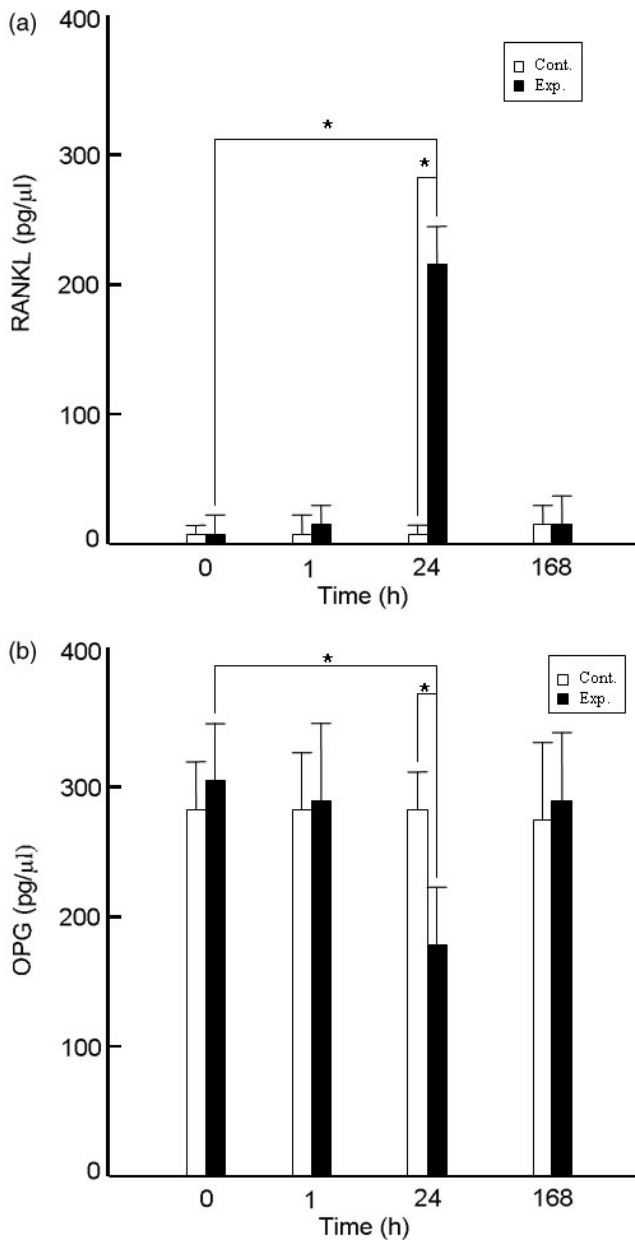 (a)
400
300
200
100
0
RANKL (pg/μl)
Cont.
Exp.
*
*
0 1 24 168
Time (h)
(b)
400
300
200
100
0
OPG (pg/μl)
Cont.
Exp.
*
*
0 1 24 168
Time (h)